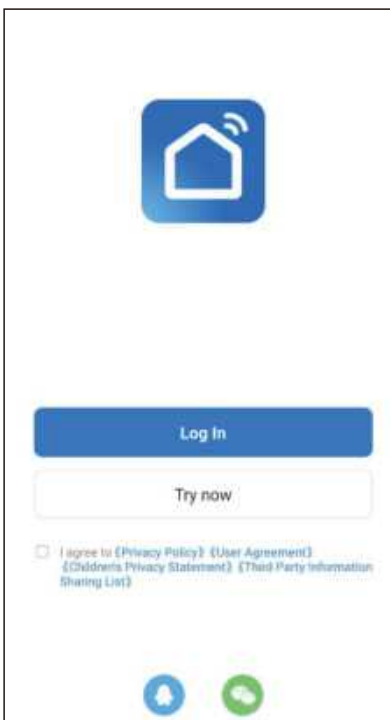 Log In
Try now
I agree to《Privacy Policy》《User Agreement》
《Children's Privacy Statement》《Third Party Information
Sharing List》